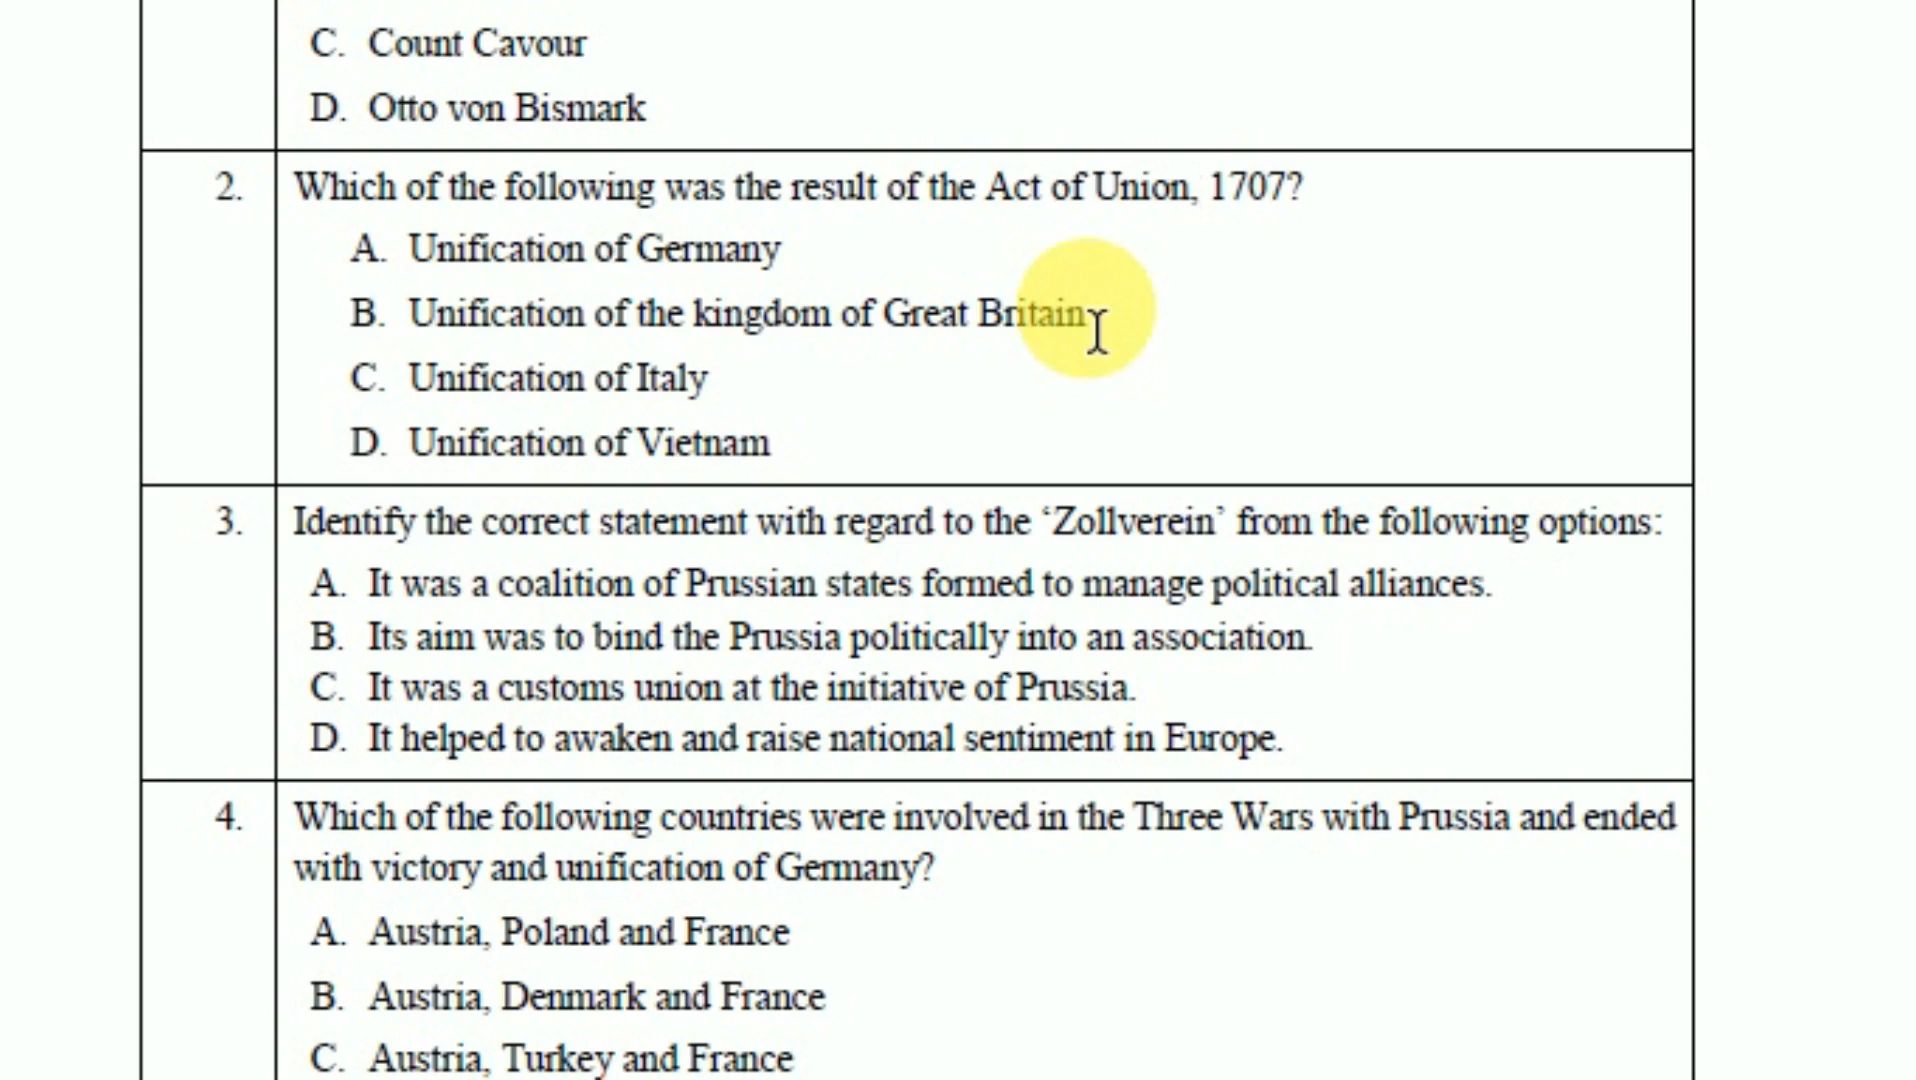 C. Count Cavour
D. Otto von Bismark
2. Which of the following was the result of the Act of Union, 1707?
A. Unification of Germany
B. Unification of the kingdom of Great Britain
C. Unification of Italy
D. Unification of Vietnam
3. Identify the correct statement with regard to the ‘Zollverein’ from the following options:
A. It was a coalition of Prussian states formed to manage political alliances.
B. Its aim was to bind the Prussia politically into an association.
C. It was a customs union at the initiative of Prussia.
D. It helped to awaken and raise national sentiment in Europe.
4. Which of the following countries were involved in the Three Wars with Prussia and ended
with victory and unification of Germany?
A. Austria, Poland and France
B. Austria, Denmark and France
C. Austria, Turkey and France